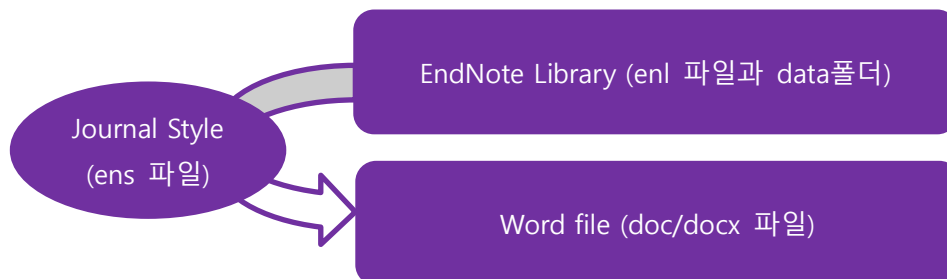 EndNote Library (enl 파일과 data폴더)
Journal Style
(ens 파일)
Word file (doc/docx 파일)